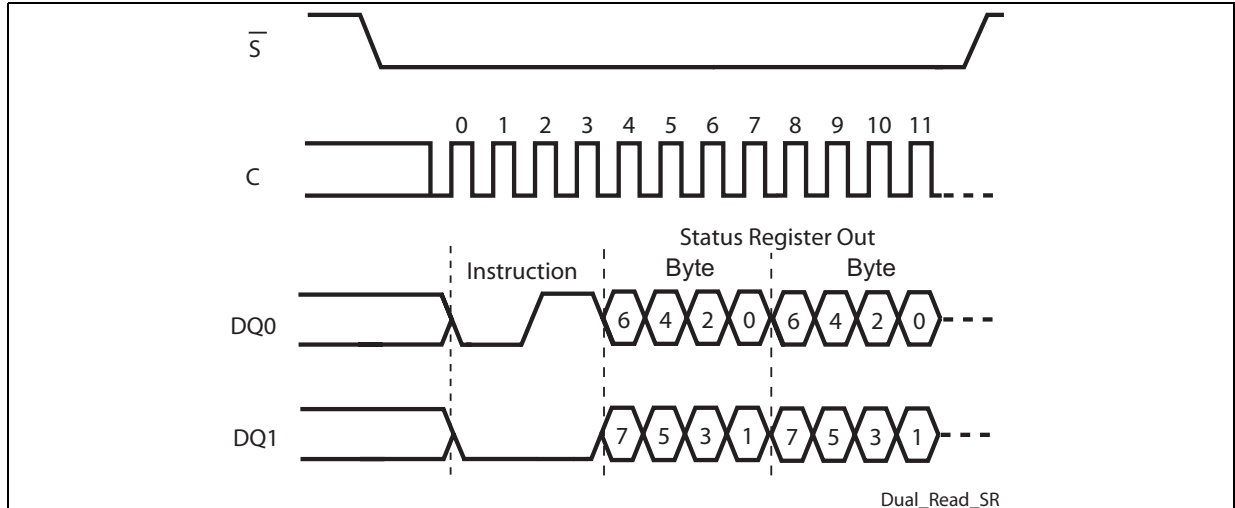 S
0 1 2 3 4 5 6 7 8 9 10 11
C
Status Register Out
Instruction Byte Byte
DQ0 6 4 2 0 6 4 2 0
DQ1 7 5 3 1 7 5 3 1
Dual_Read_SR